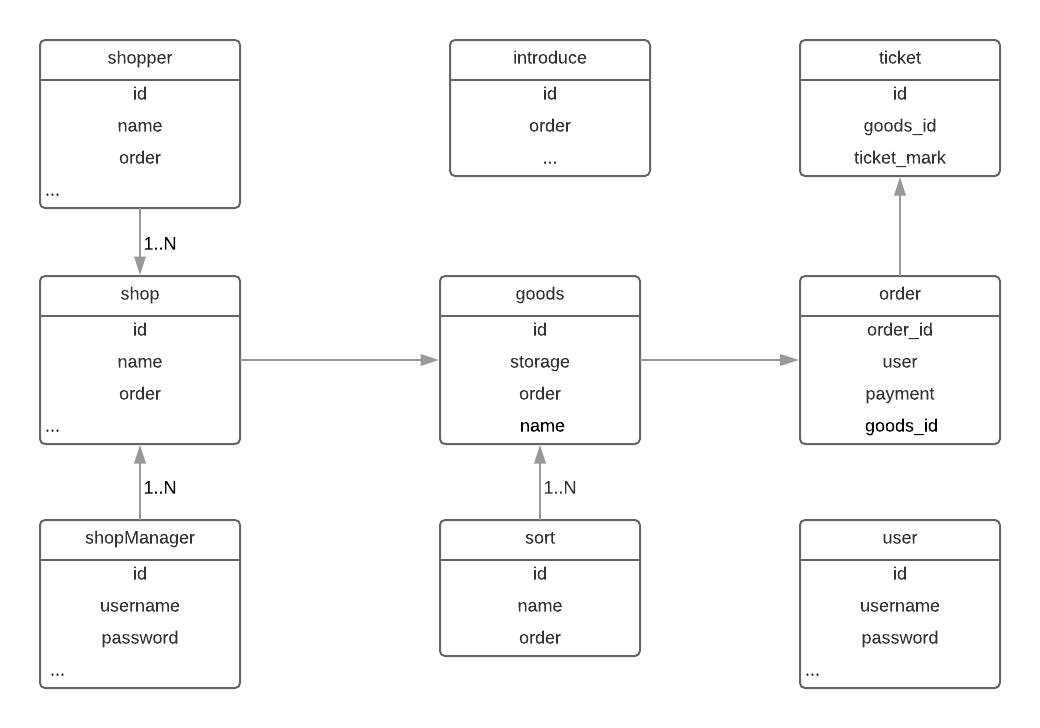 shopper
id
name
order
...
introduce
id
order
...
ticket
id
goods_id
ticket_mark
1..N
shop
id
name
order
...
goods
id
storage
order
name
order
order_id
user
payment
goods_id
1..N
1..N
shopManager
id
username
password
...
sort
id
name
order
user
id
username
password
...